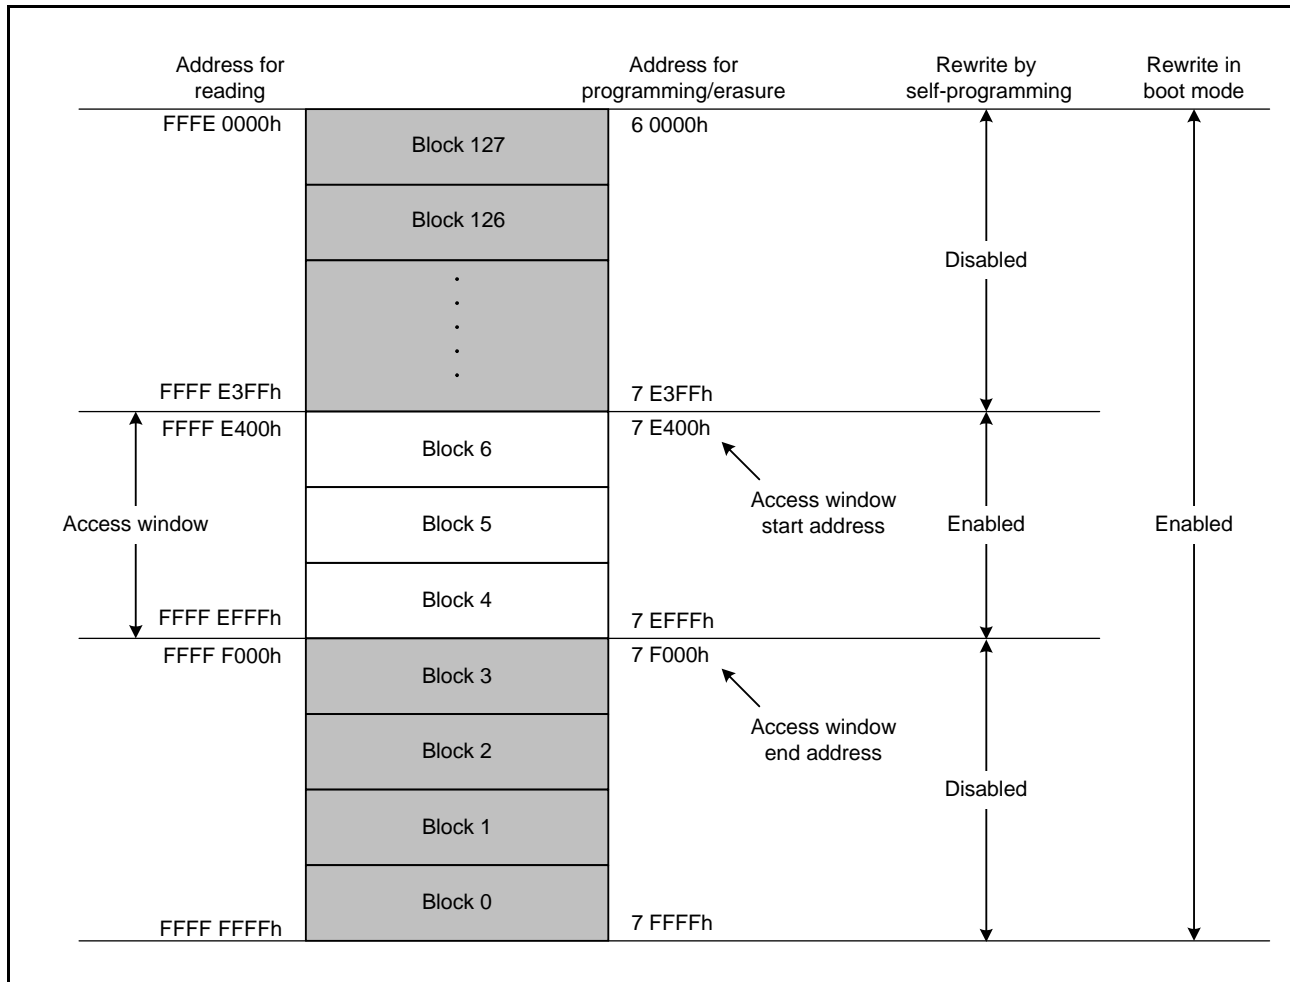 Address for
reading
Address for
programming/erasure
Rewrite by
self-programming
Rewrite in
boot mode
FFFE 0000h
6 0000h
Block 127
Block 126
Disabled
FFFF E3FFh
7 E3FFh
FFFF E400h
7 E400h
Block 6
Access window
start address
Access window
Block 5
Enabled
Enabled
Block 4
FFFF EFFFh
7 EFFFh
FFFF F000h
7 F000h
Block 3
Access window
end address
Block 2
Disabled
Block 1
Block 0
FFFF FFFFh
7 FFFFh